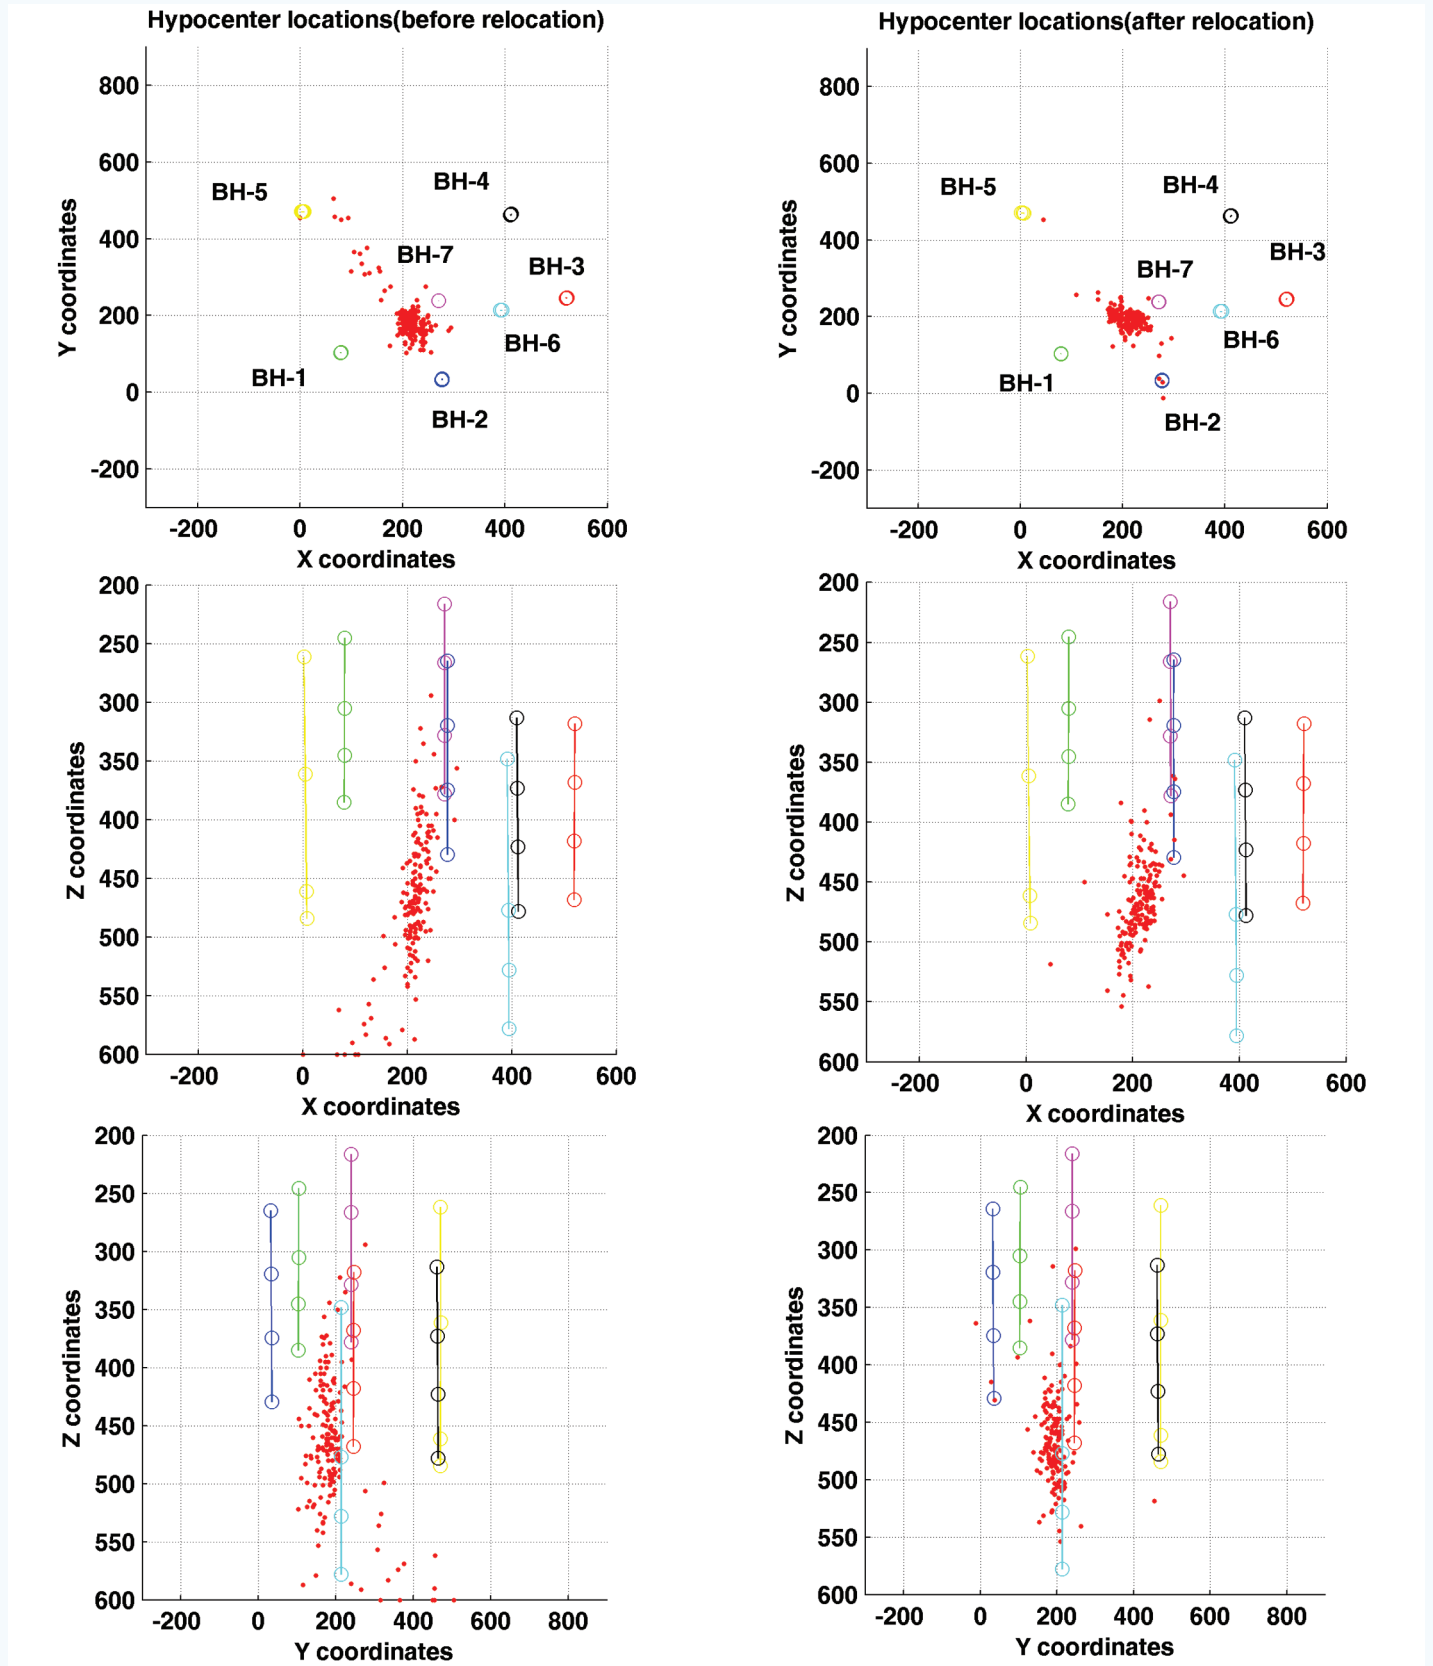 Hypocenter locations(before relocation)
800
600
400
200
0
-200
Y coordinates
BH-5
BH-4
BH-7
BH-3
BH-6
BH-1
BH-2
-200 0 200 400 600
X coordinates
Hypocenter locations(after relocation)
800
600
400
200
0
-200
Y coordinates
BH-5
BH-4
BH-3
BH-7
BH-6
BH-1
BH-2
-200 0 200 400 600
X coordinates
200
250
300
350
400
450
500
550
600
Z coordinates
-200 0 200 400 600
X coordinates
200
250
300
350
400
450
500
550
600
Z coordinates
-200 0 200 400 600
X coordinates
200
250
300
350
400
450
500
550
600
Z coordinates
-200 0 200 400 600 800
Y coordinates
200
250
300
350
400
450
500
550
600
Z coordinates
-200 0 200 400 600 800
Y coordinates